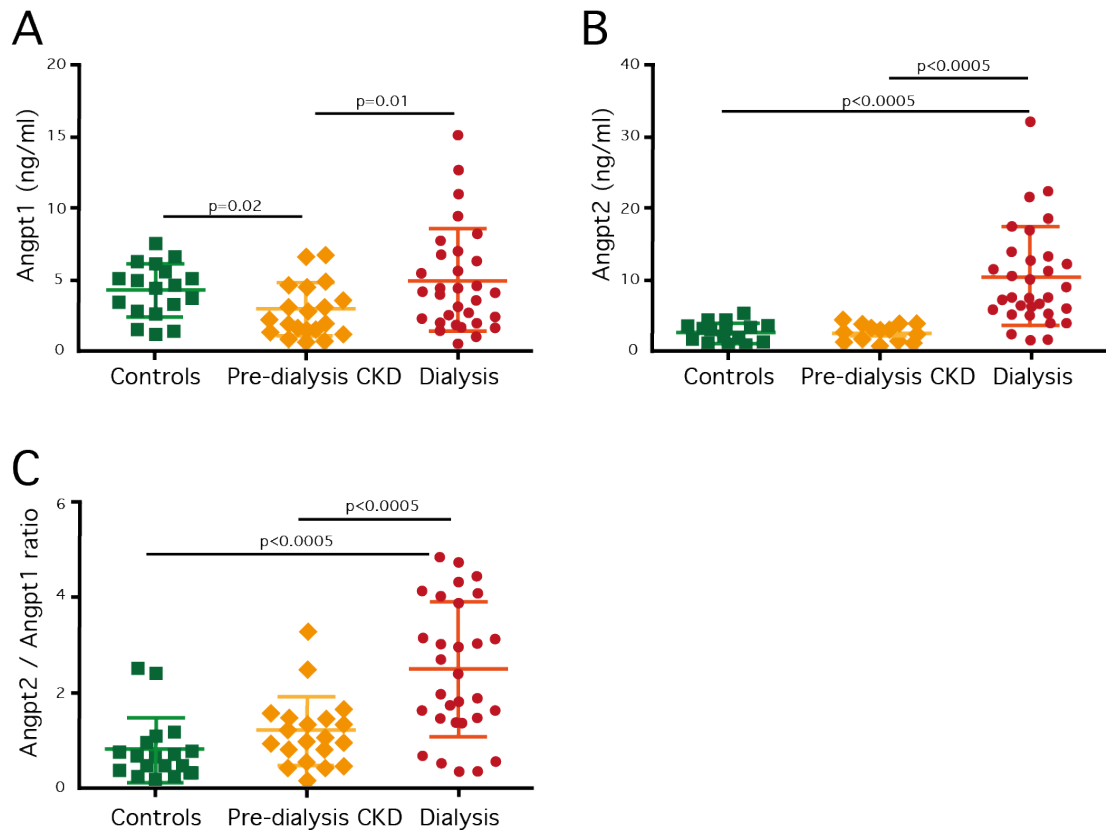 A
B
20
15
10
5
0
Angpt1 (ng/ml)
p=0.02
p=0.01
Controls
Pre-dialysis CKD
Dialysis
40
30
20
10
0
Angpt2 (ng/ml)
p<0.0005
p<0.0005
Controls
Pre-dialysis CKD
Dialysis
C
6
4
2
0
Angpt2 / Angpt1 ratio
p<0.0005
p<0.0005
Controls
Pre-dialysis CKD
Dialysis